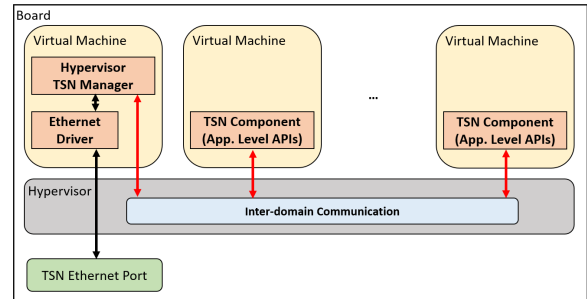 Board
Virtual Machine
Hypervisor
TSN Manager
Ethernet
Driver
Virtual Machine
TSN Component
(App. Level APIs)
...
Virtual Machine
TSN Component
(App. Level APIs)
Hypervisor
Inter-domain Communication
TSN Ethernet Port